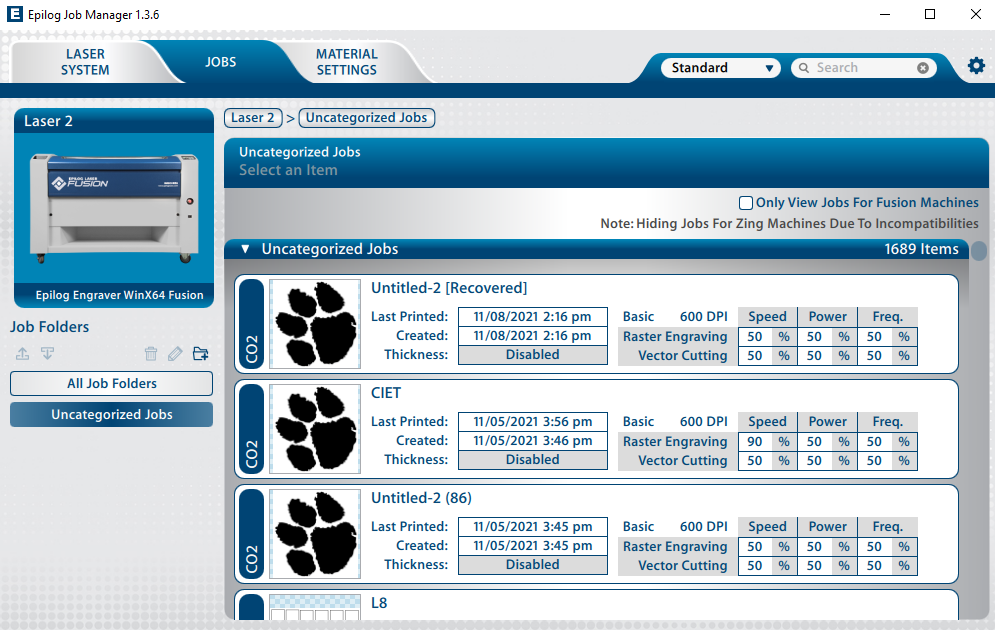 Epilog Job Manager 1.3.6
LASER
SYSTEM
JOBS
MATERIAL
SETTINGS
Standard
Search
Laser 2
EPILOG LASER
FUSION
Epilog Engraver WinX64 Fusion
Job Folders
All Job Folders
Uncategorized Jobs
Laser 2 > Uncategorized Jobs
Uncategorized Jobs
Select an Item
Only View Jobs For Fusion Machines
Note: Hiding Jobs For Zing Machines Due To Incompatibilities
▼ Uncategorized Jobs 1689 Items
CO2
Untitled-2 [Recovered]
Last Printed: 11/08/2021 2:16 pm
Created: 11/08/2021 2:16 pm
Thickness: Disabled
Basic 600 DPI Speed Power Freq.
Raster Engraving 50 % 50 % 50 %
Vector Cutting 50 % 50 % 50 %
CO2
CIET
Last Printed: 11/05/2021 3:56 pm
Created: 11/05/2021 3:46 pm
Thickness: Disabled
Basic 600 DPI Speed Power Freq.
Raster Engraving 90 % 50 % 50 %
Vector Cutting 50 % 50 % 50 %
CO2
Untitled-2 (86)
Last Printed: 11/05/2021 3:45 pm
Created: 11/05/2021 3:45 pm
Thickness: Disabled
Basic 600 DPI Speed Power Freq.
Raster Engraving 50 % 50 % 50 %
Vector Cutting 50 % 50 % 50 %
L8